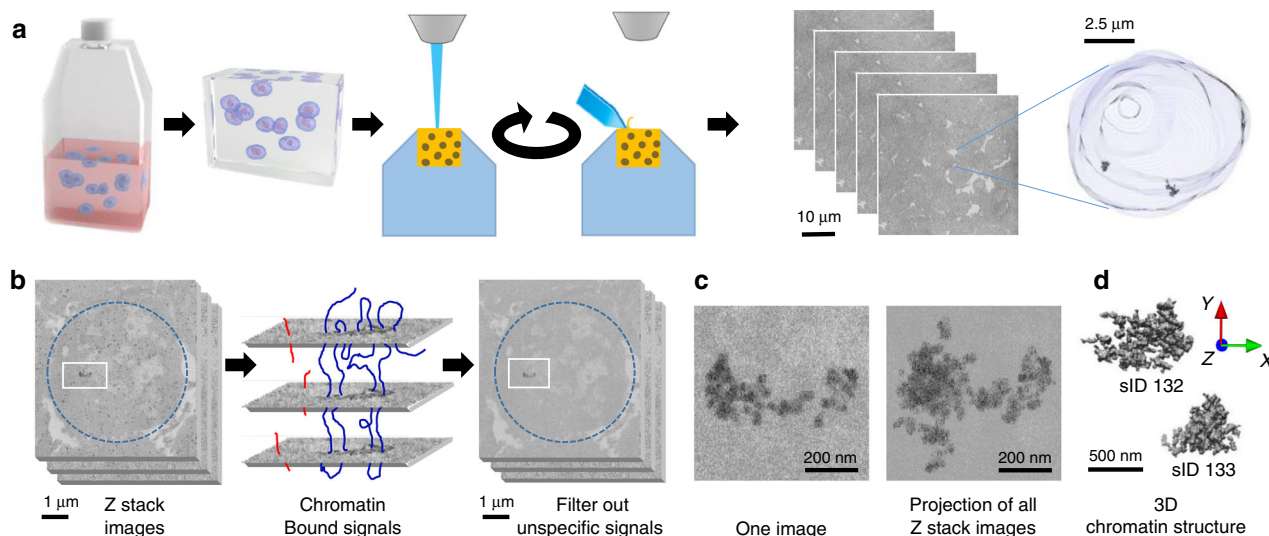 a
2.5 μm
10 μm
b
1 μm
Z stack
images
Chromatin
Bound signals
1 μm
Filter out
unspecific signals
c
200 nm
One image
200 nm
Projection of all
Z stack images
d
Y
Z
X
sID 132
sID 133
500 nm
3D
chromatin structure